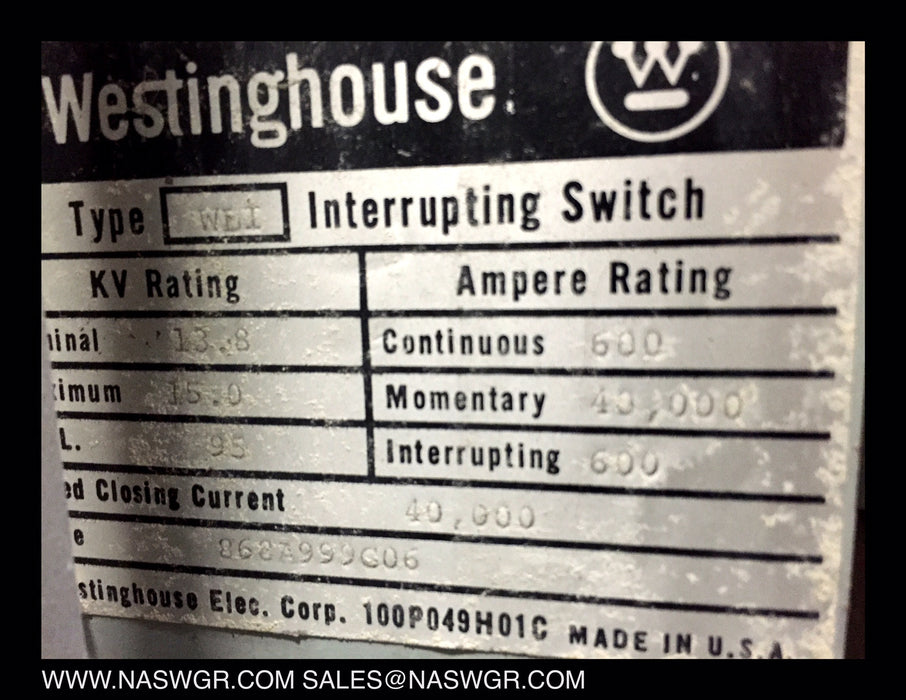 Westinghouse
W
Type WBI Interrupting Switch
KV Rating
Ampere Rating
inal 13.8
Continuous 600
imum 15.0
Momentary 40,000
L. 95
Interrupting 600
ed Closing Current 40,000
e
stinghouse Elec. Corp. 100P049H01C MADE IN U.S.A.
WWW.NASWGR.COM SALES@NASWGR.COM